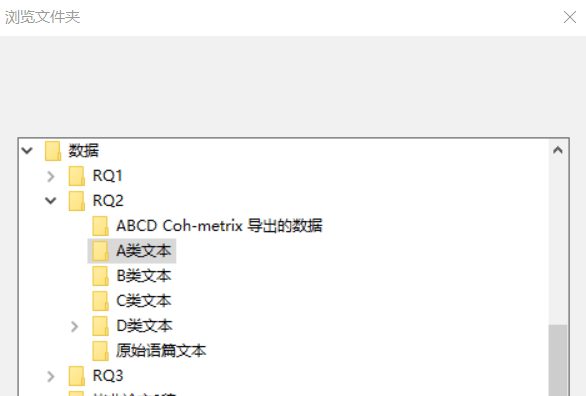 浏览文件夹
数据
RQ1
RQ2
ABCD Coh-metrix 导出的数据
A类文本
B类文本
C类文本
D类文本
原始语篇文本
RQ3